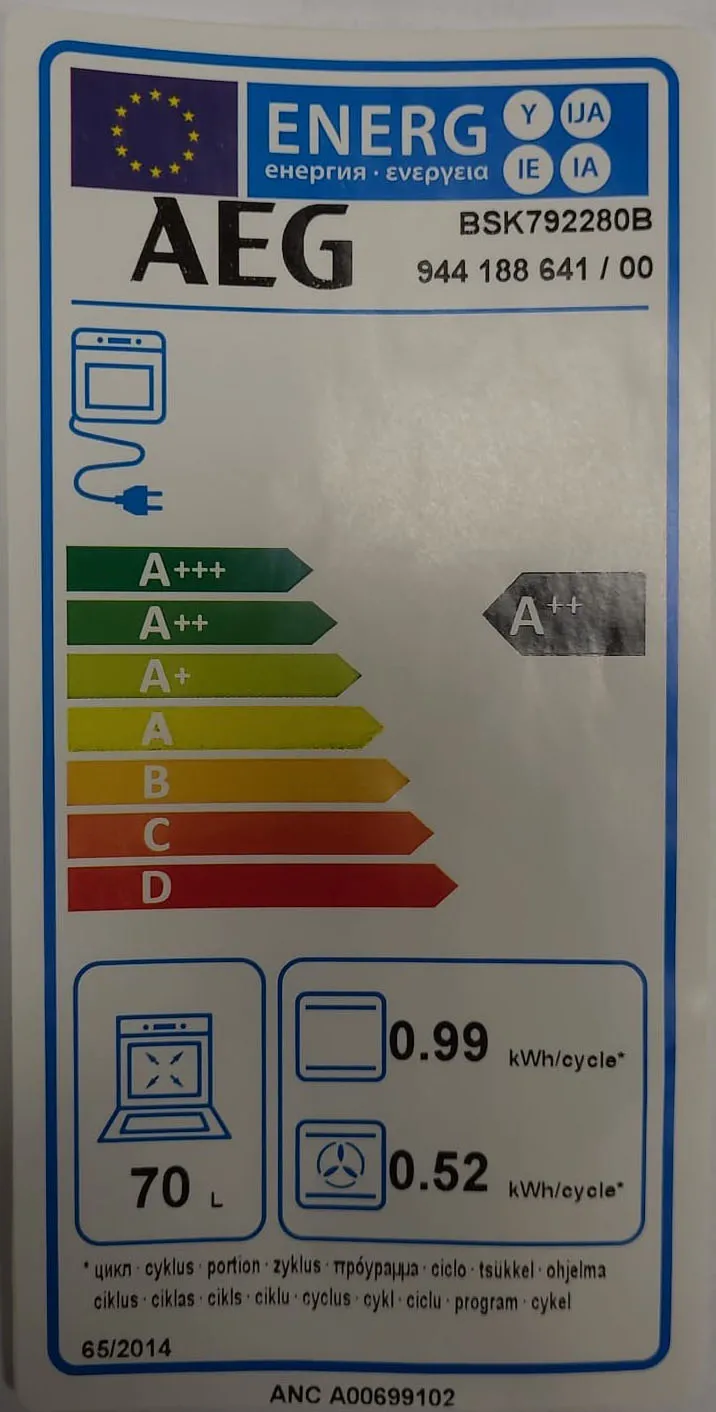 ENERG Y IJA
енергия · ενεργεια IE IA
AEG
BSK792280B
944 188 641 / 00
A+++
A++
A++
A+
A
B
C
D
0.99 kWh/cycle*
0.52 kWh/cycle*
70 L
* цикл · cyklus · portion · zyklus · πρόγραμμα · ciclo · tsükkel · ohjelma
ciklus · ciklas · cikls · ciklu · cyclus · cykl · ciclu · program · cykel
65/2014
ANC A00699102